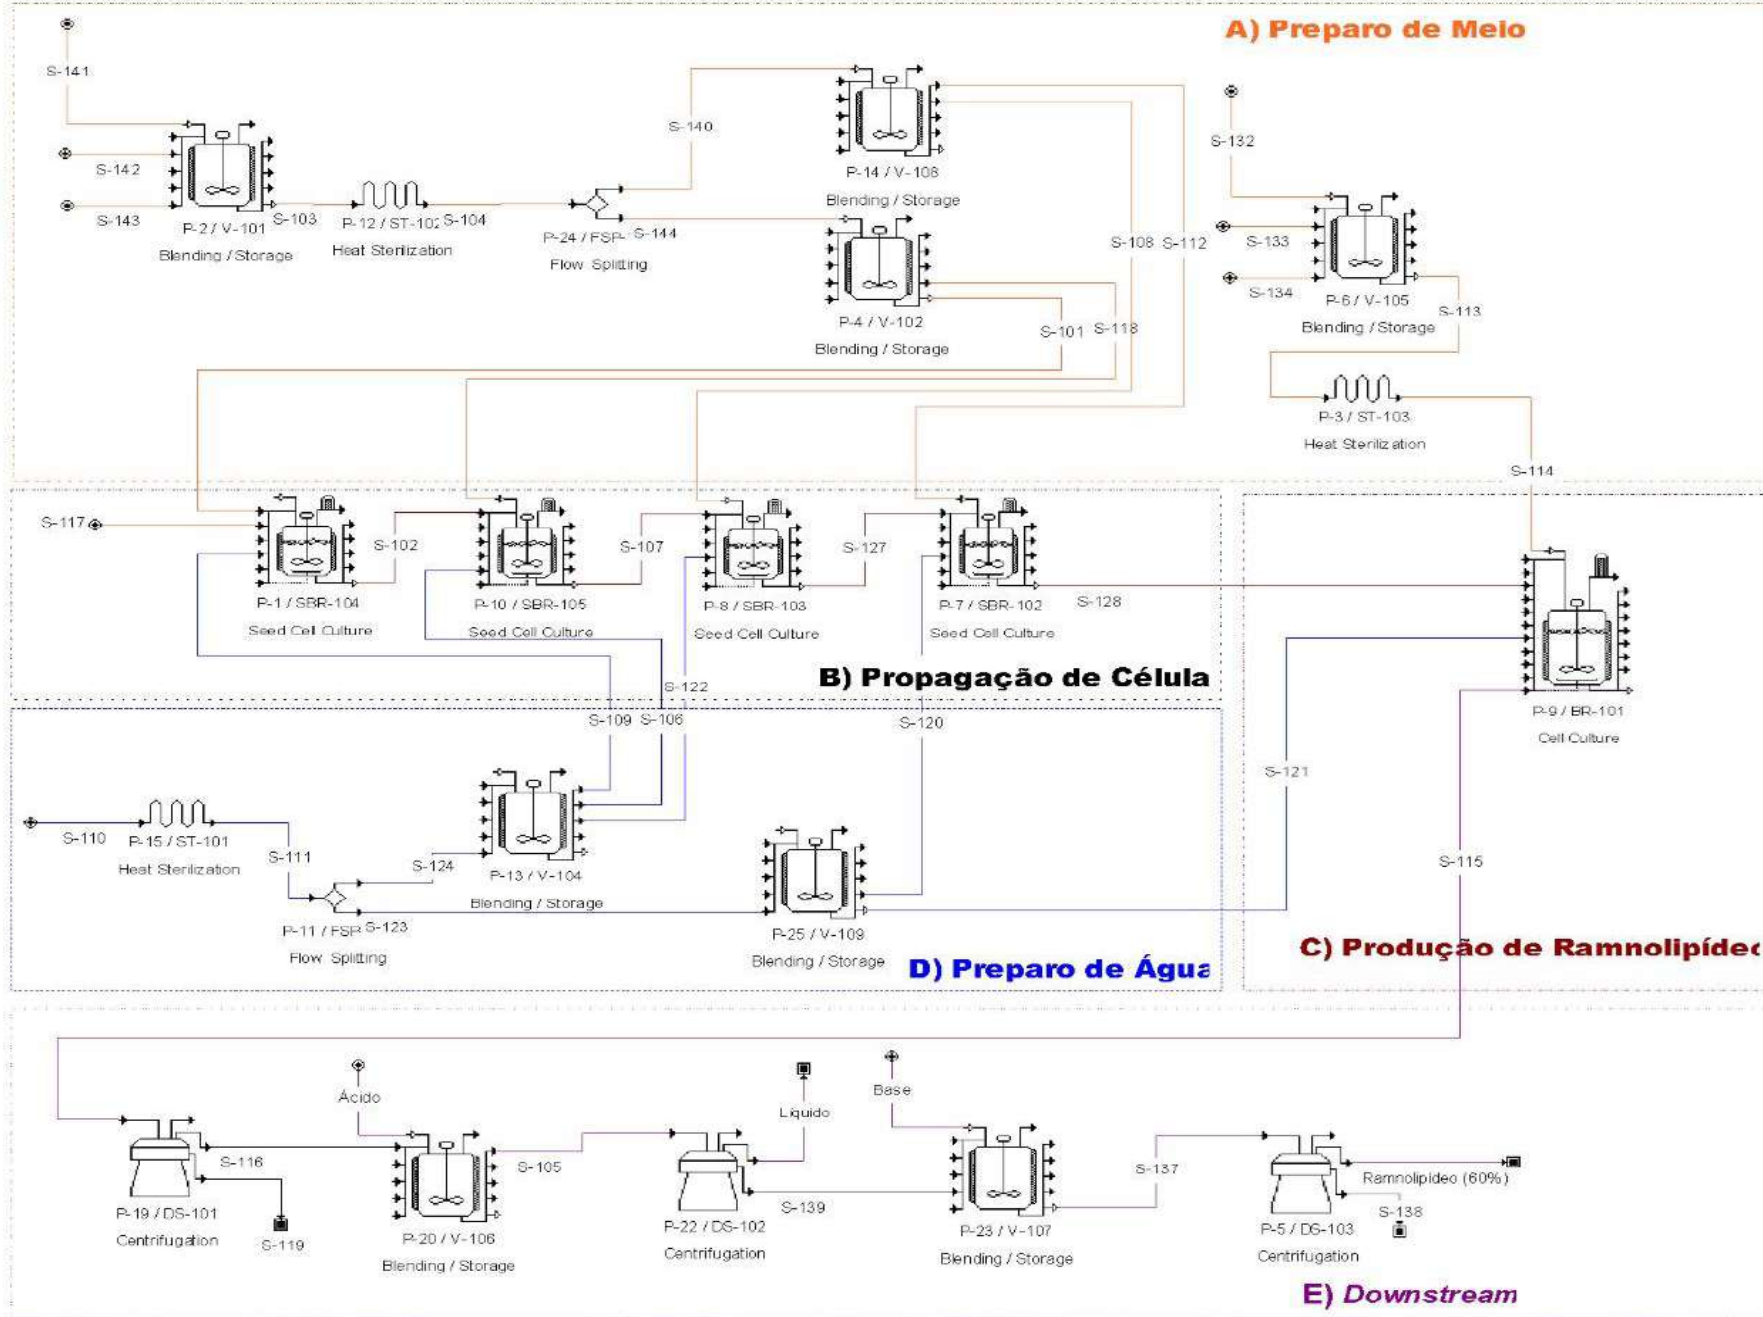 A) Preparo de Meio
S-141
S-142
S-143
P-2 / V-101
Blending / Storage
S-103
P-12 / ST-102
Heat Sterilization
S-104
P-24 / FSP-
Flow Splitting
S-144
S-140
P-14 / V-108
Blending / Storage
P-4 / V-102
Blending / Storage
S-101
S-118
S-108
S-112
S-132
S-133
S-134
P-6 / V-105
Blending / Storage
S-113
P-3 / ST-103
Heat Sterilization
S-114
S-117
P-1 / SBR-104
Seed Cell Culture
S-102
P-10 / SBR-105
Seed Cell Culture
S-107
P-8 / SBR-103
Seed Cell Culture
S-127
P-7 / SBR-102
Seed Cell Culture
S-128
B) Propagação de Célula
S-122
S-109
S-106
S-120
P-9 / BR-101
Cell Culture
S-121
S-115
C) Produção de Ramnolipídec
S-110
P-15 / ST-101
Heat Sterilization
S-111
S-124
P-13 / V-104
Blending / Storage
P-11 / FSP
Flow Splitting
S-123
P-25 / V-109
Blending / Storage
D) Preparo de Água
Ácido
Líquido
Base
S-116
P-19 / DS-101
Centrifugation
S-119
S-105
P-20 / V-106
Blending / Storage
P-22 / DS-102
Centrifugation
S-139
P-23 / V-107
Blending / Storage
S-137
P-5 / DS-103
Centrifugation
Ramnolipídeo (60%)
S-138
E) Downstream